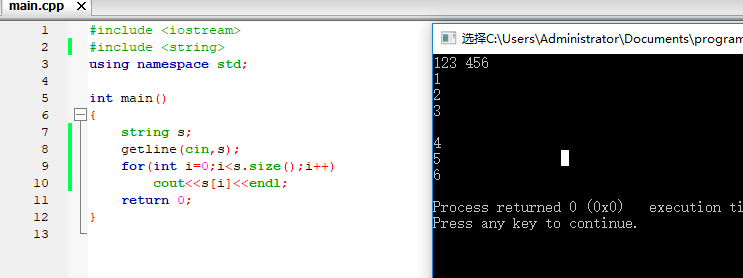 main.cpp X
1 #include <iostream>
2 #include <string>
3 using namespace std;
4
5 int main()
6 {
7 string s;
8 getline(cin,s);
9 for(int i=0;i<s.size();i++)
10 cout<<s[i]<<endl;
11 return 0;
12 }
13
选择C:\Users\Administrator\Documents\program
123 456
1
2
3
4
5
6
Process returned 0 (0x0) execution ti
Press any key to continue.